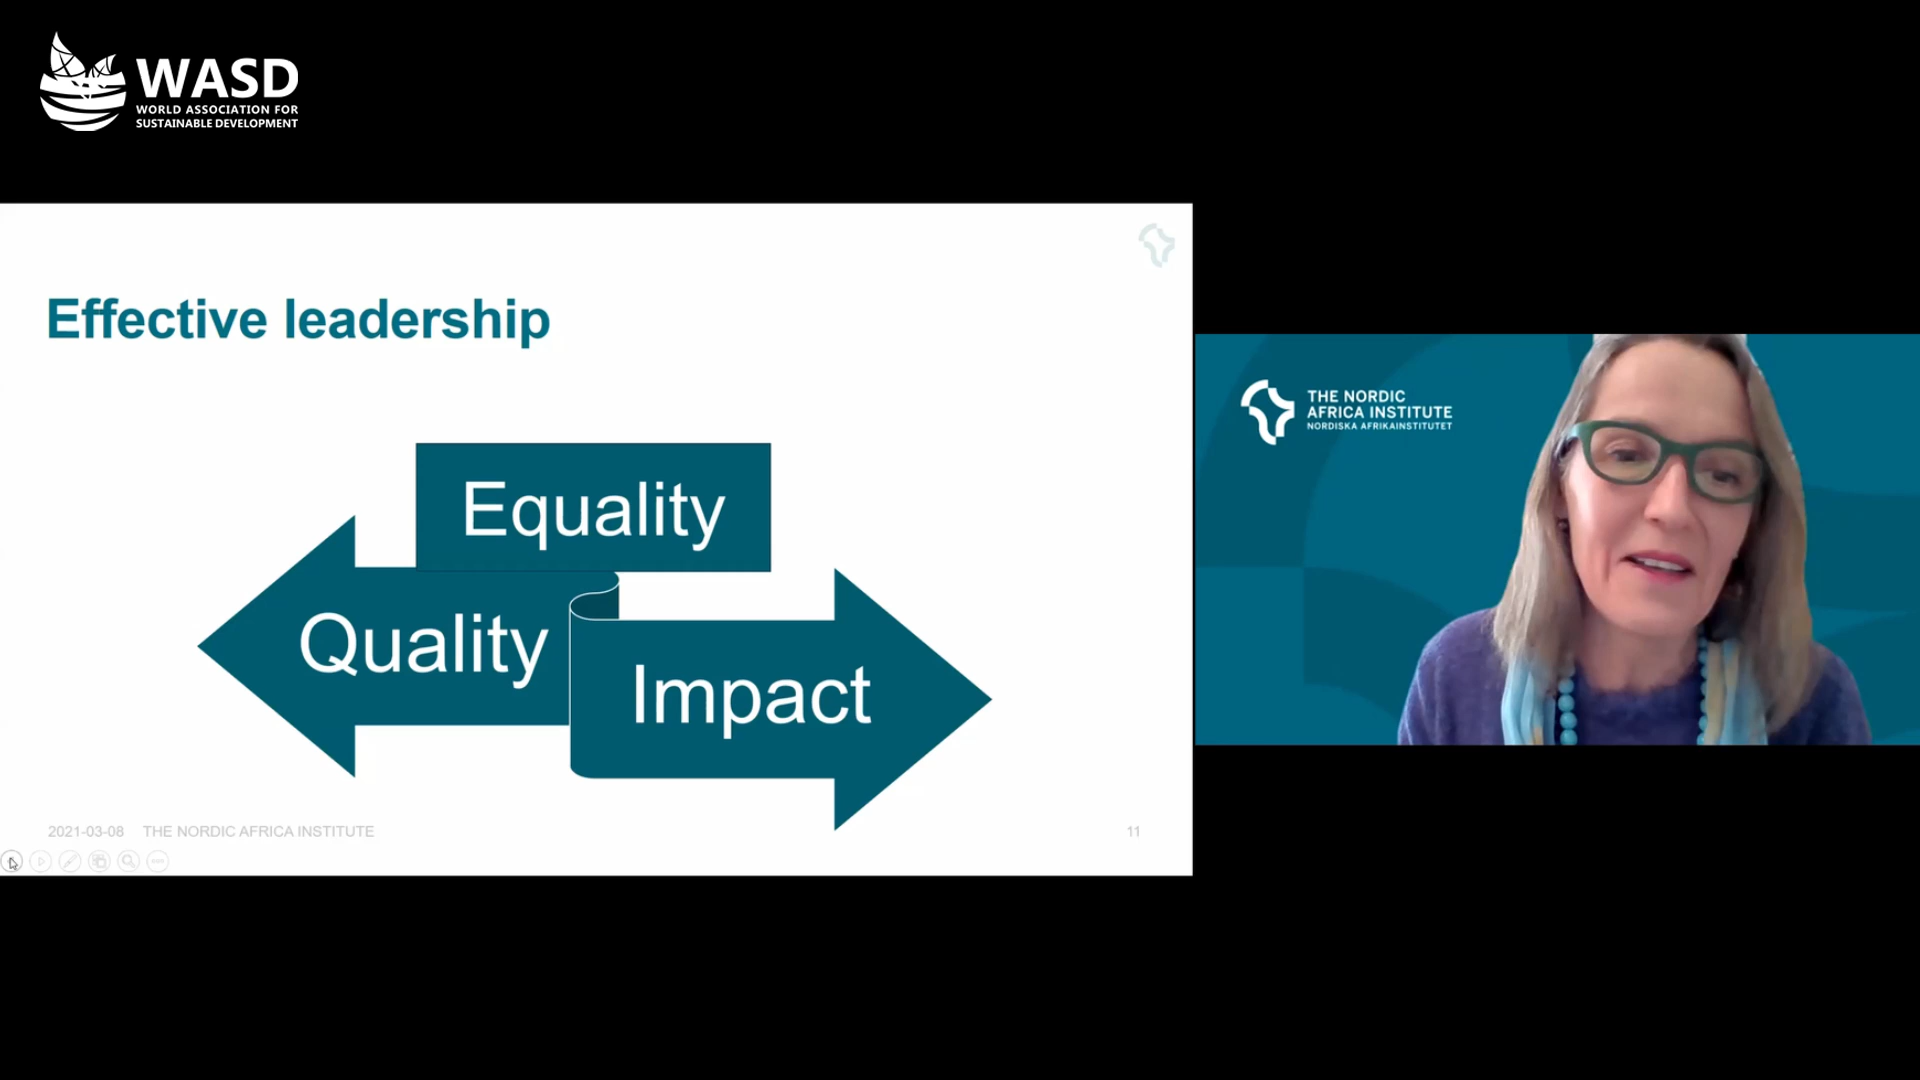 WASD
WORLD ASSOCIATION FOR
SUSTAINABLE DEVELOPMENT
Effective leadership
Equality
Quality
Impact
2021-03-08 THE NORDIC AFRICA INSTITUTE
11
THE NORDIC
AFRICA INSTITUTE
NORDISKA AFRIKAINSTITUTET